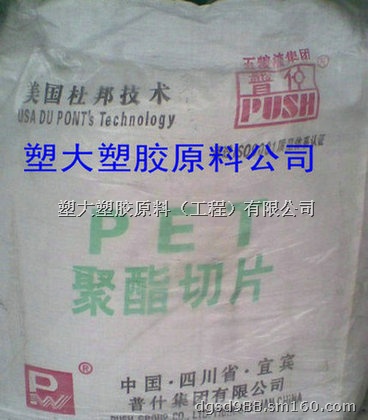 五粮液集团
普什
PUSH
®
美国杜邦技术
USA DU PONT's Technology
塑大塑胶原料公司
塑大塑胶原料（工程）有限公司
PET
聚酯切片
®
中国·四川省·宜宾
普什集团有限公司
PUSH GROUP CO.,
dgsd988.sm160.com